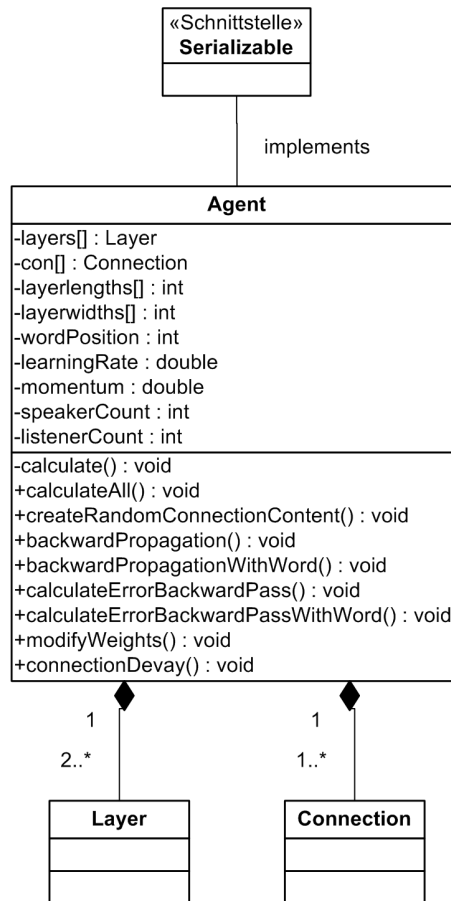 «Schnittstelle»
Serializable
implements
Agent
-layers[] : Layer
-con[] : Connection
-layerlengths[] : int
-layerwidths[] : int
-wordPosition : int
-learningRate : double
-momentum : double
-speakerCount : int
-listenerCount : int
-calculate() : void
+calculateAll() : void
+createRandomConnectionContent() : void
+backwardPropagation() : void
+backwardPropagationWithWord() : void
+calculateErrorBackwardPass() : void
+calculateErrorBackwardPassWithWord() : void
+modifyWeights() : void
+connectionDevay() : void
1 1
2..* 1..*
Layer Connection